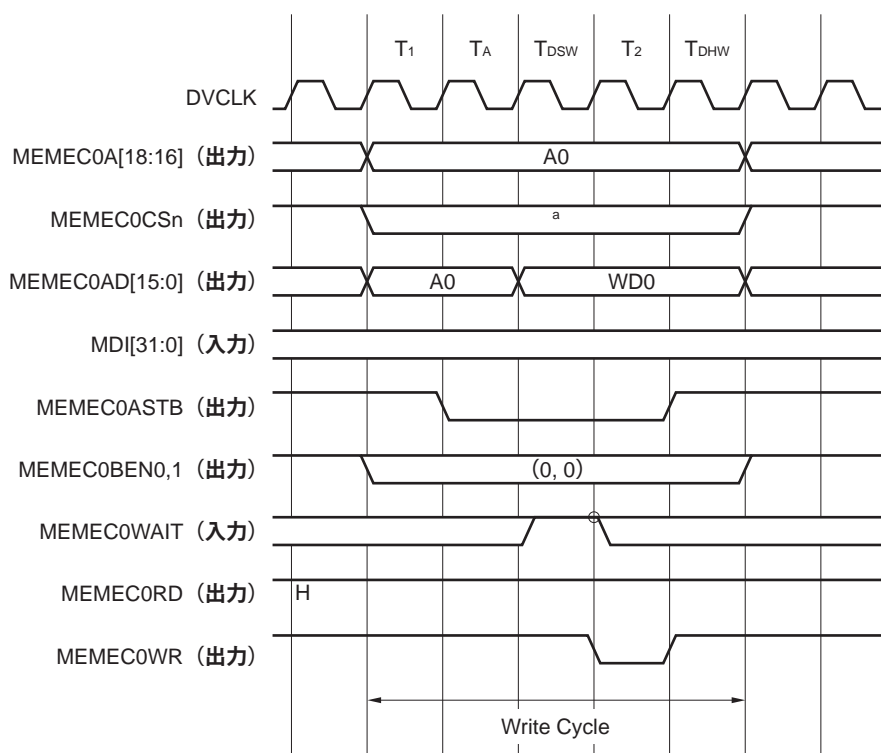 T1 TA TDSW T2 TDHW
DVCLK
MEMEC0A[18:16]（出力） A0
MEMEC0CSn（出力） a
MEMEC0AD[15:0]（出力） A0 WD0
MDI[31:0]（入力）
MEMEC0ASTB（出力）
MEMEC0BEN0,1（出力） (0, 0)
MEMEC0WAIT（入力）
MEMEC0RD（出力） H
MEMEC0WR（出力）
Write Cycle